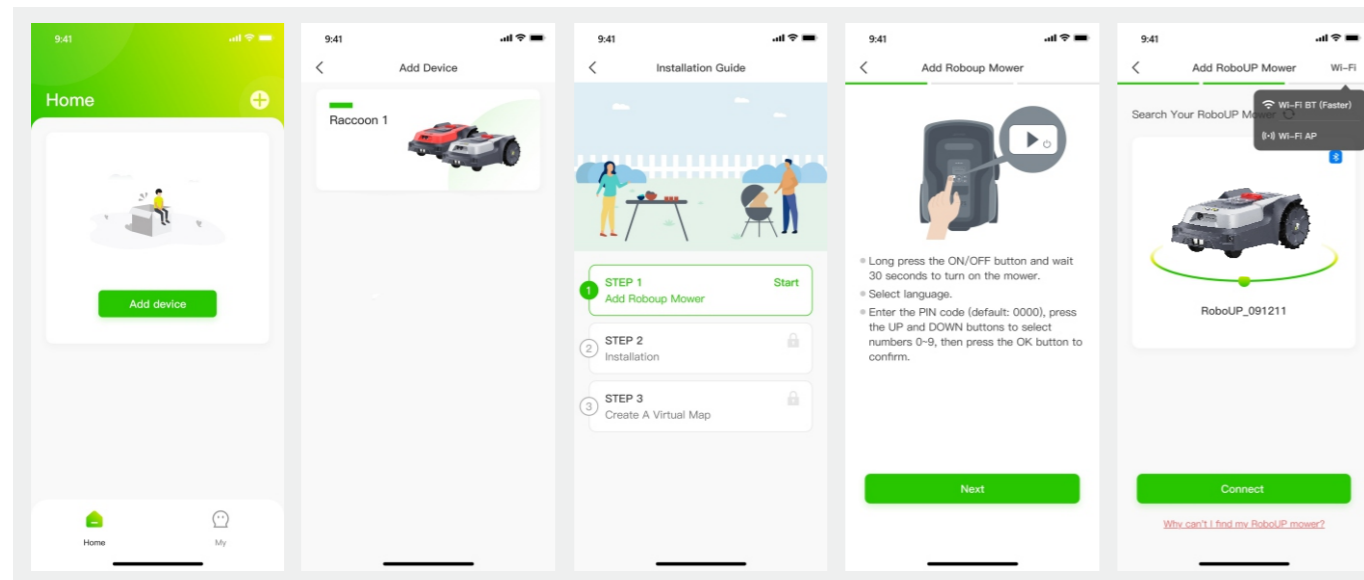 9:41
Home
Add device
Home
My
9:41
Add Device
Raccoon 1
9:41
Installation Guide
1
STEP 1
Start
Add Roboup Mower
2
STEP 2
Installation
3
STEP 3
Create A Virtual Map
9:41
Add Roboup Mower
Long press the ON/OFF button and wait
30 seconds to turn on the mower.
Select language.
Enter the PIN code (default: 0000), press
the UP and DOWN buttons to select
numbers 0~9, then press the OK button to
confirm.
Next
9:41
Add RoboUP Mower
Wi-Fi
Wi-Fi BT (Faster)
Search Your RoboUP Mower
Wi-Fi AP
RoboUP_091211
Connect
Why can't I find my RoboUP mower?